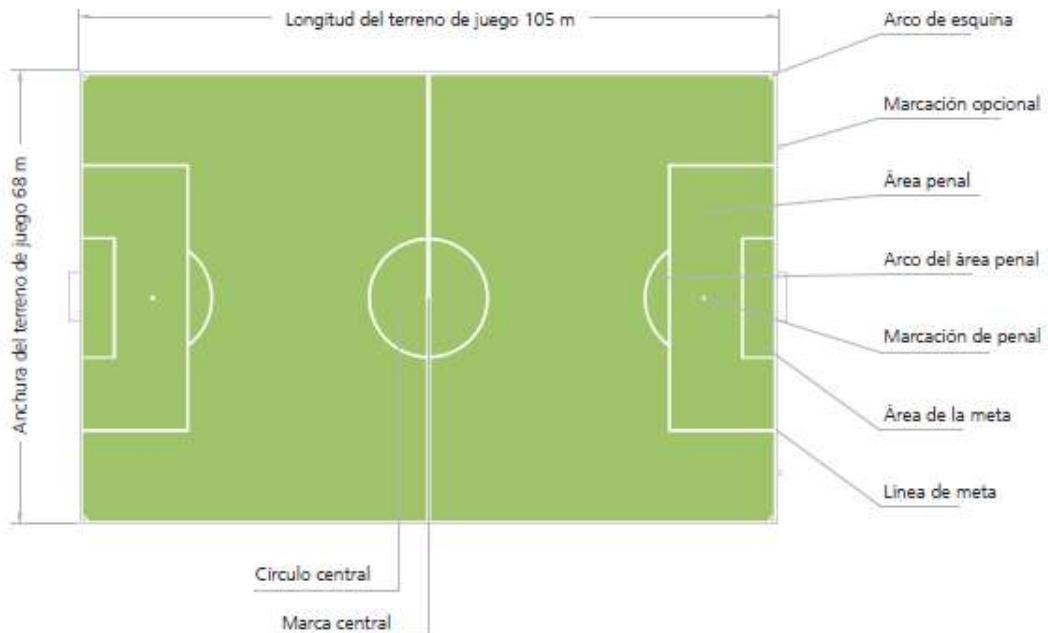 Longitud del terreno de juego 105 m
Arco de esquina
Marcación opcional
Área penal
Anchura del terreno de juego 68 m
Arco del área penal
Marcación de penal
Área de la meta
Línea de meta
Círculo central
Marca central